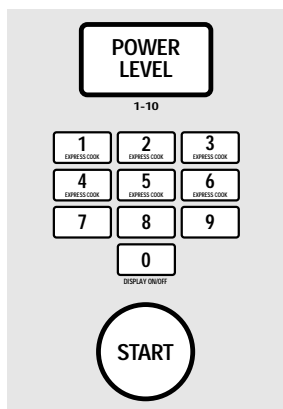 POWER
LEVEL
1-10
1 2 3
EXPRESS COOK EXPRESS COOK EXPRESS COOK
4 5 6
EXPRESS COOK EXPRESS COOK EXPRESS COOK
7 8 9
0
DISPLAY ON/OFF
START